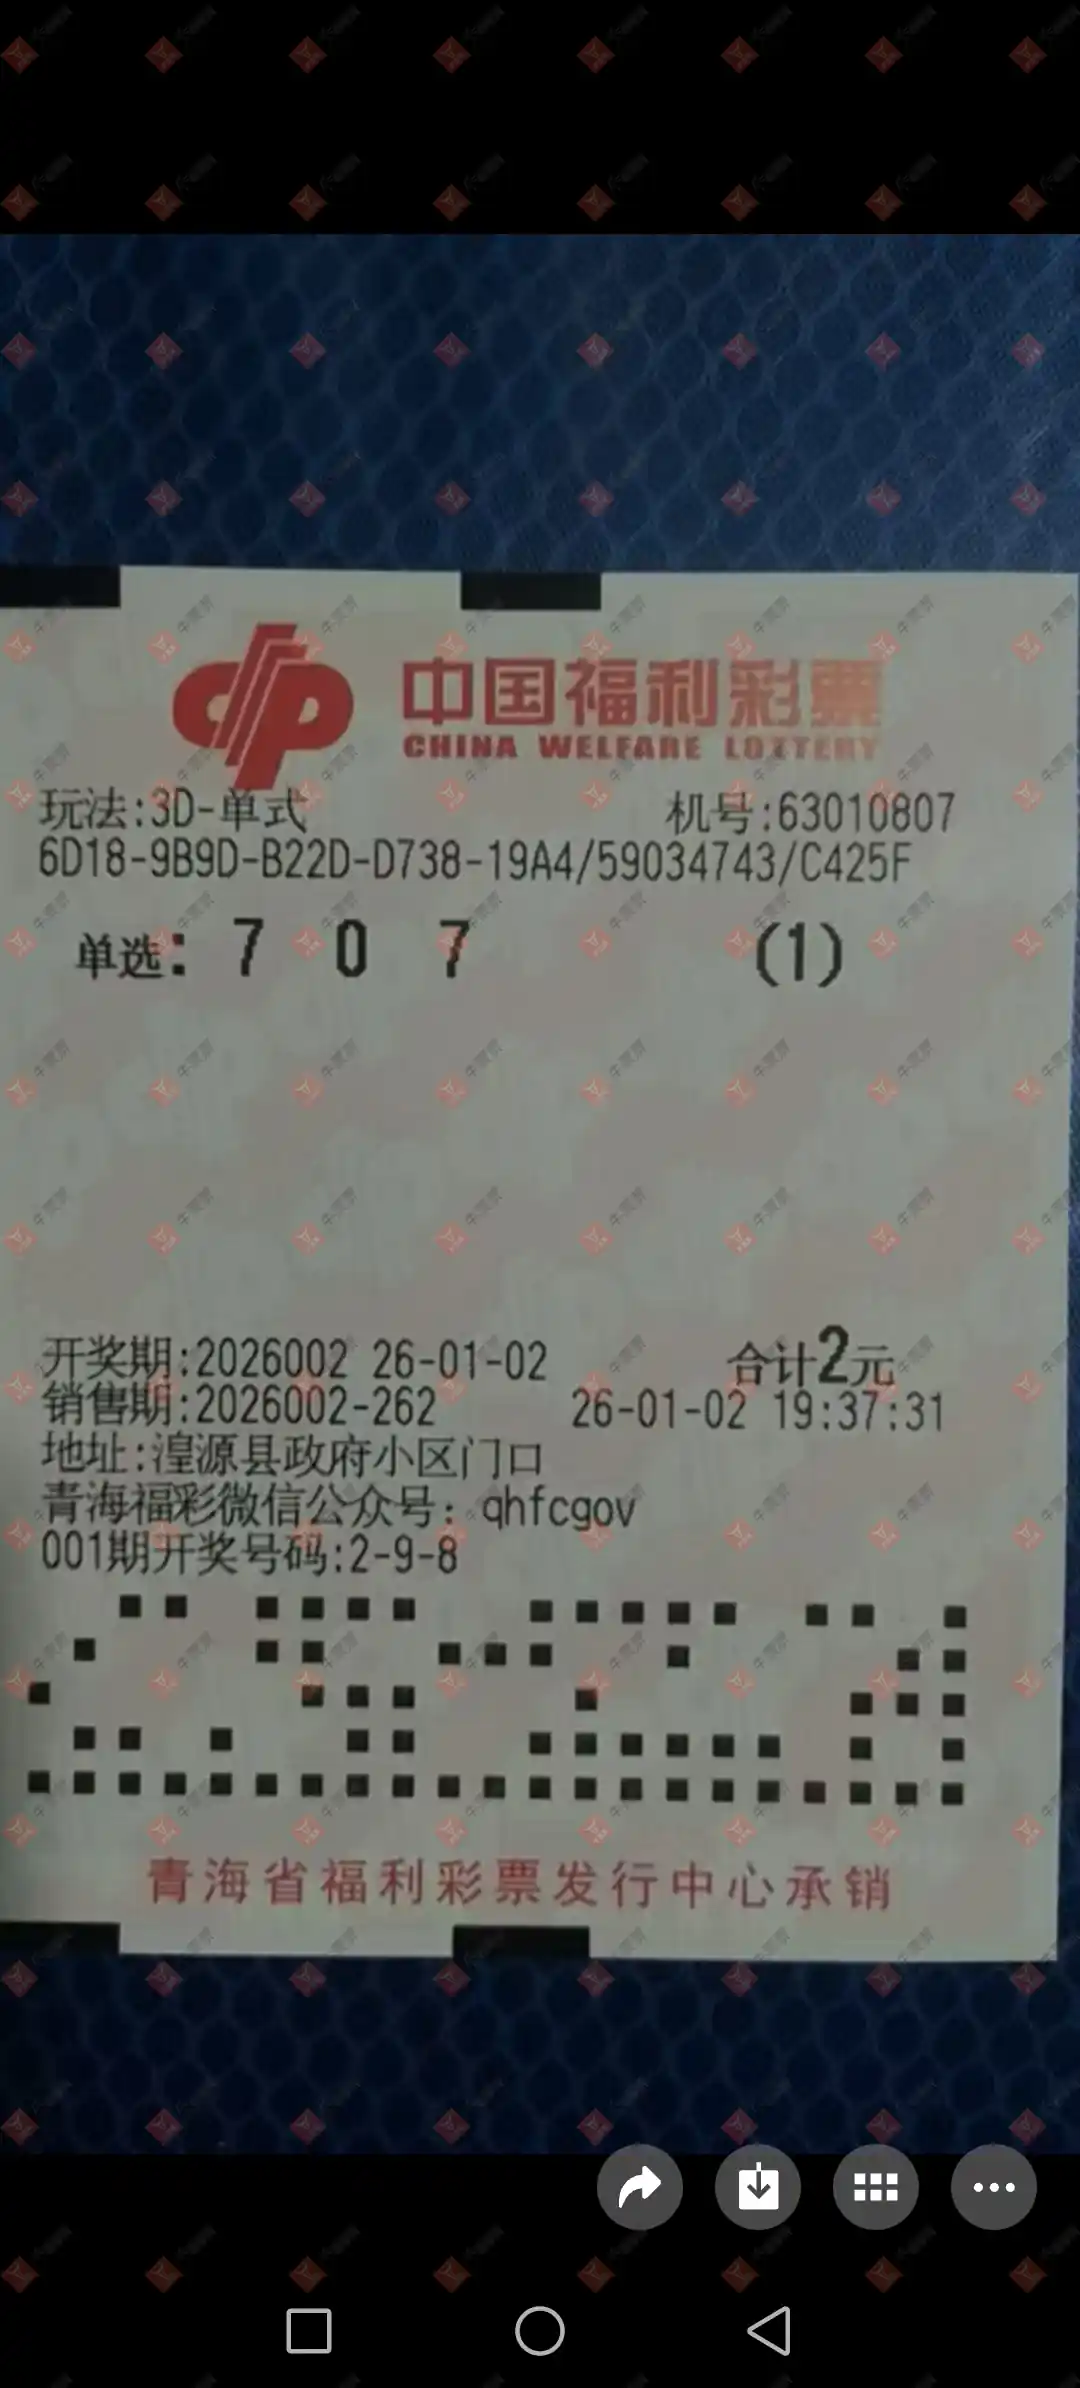 中国福利彩票
CHINA WELFARE LOTTERY
玩法:3D-单式 机号:63010807
6D18-9B9D-B22D-D738-19A4/59034743/C425F
单选: 7 0 7 (1)
开奖期:2026002 26-01-02 合计2元
销售期:2026002-262 26-01-02 19:37:31
地址:湟源县政府小区门口
青海福彩微信公众号: qhfcgov
001期开奖号码:2-9-8
青海省福利彩票发行中心承销